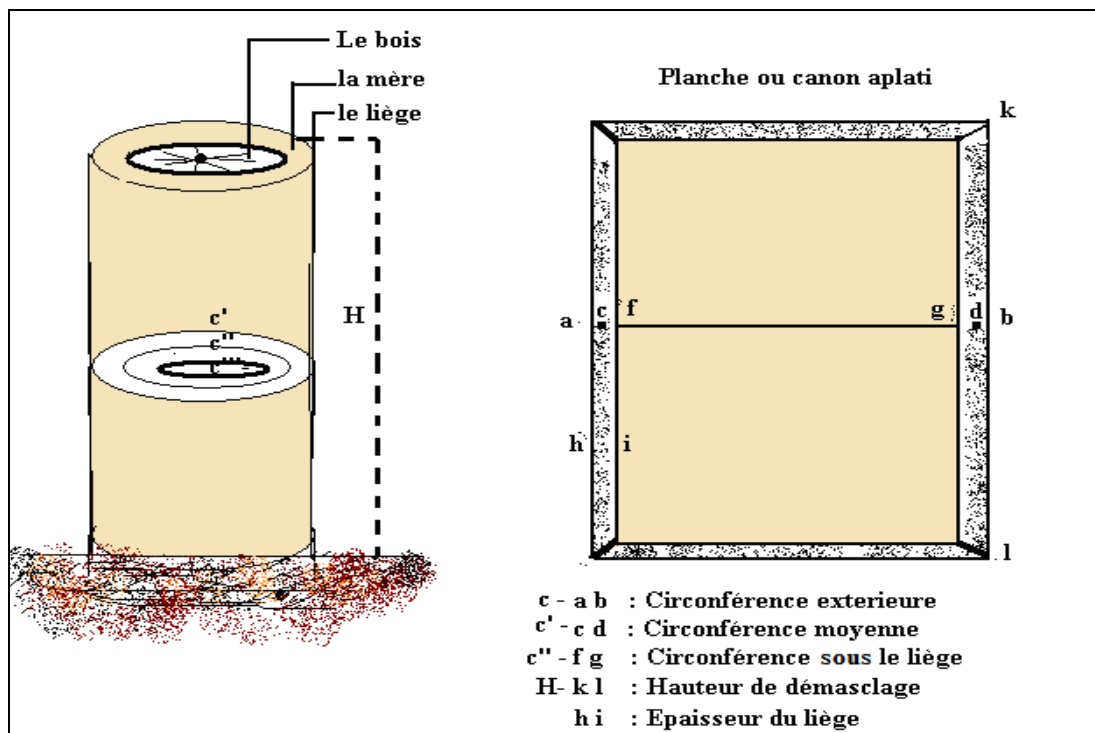 Le bois
la mère
le liège
H
c'
c''
c'''
Planche ou canon aplati
k
a c f g d b
h i
l
c - a b : Circonférence exterieure
c' - c d : Circonférence moyenne
c'' - f g : Circonférence sous le liège
H- k l : Hauteur de démasclage
h i : Epaisseur du liège